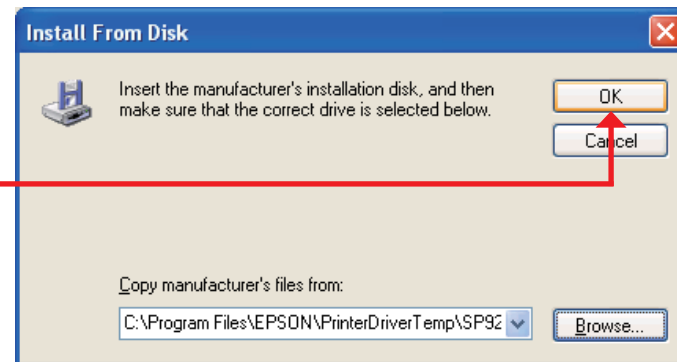 Install From Disk
Insert the manufacturer's installation disk, and then
make sure that the correct drive is selected below.
OK
Cancel
Copy manufacturer's files from:
C:\Program Files\EPSON\PrinterDriverTemp\SP92
Browse...